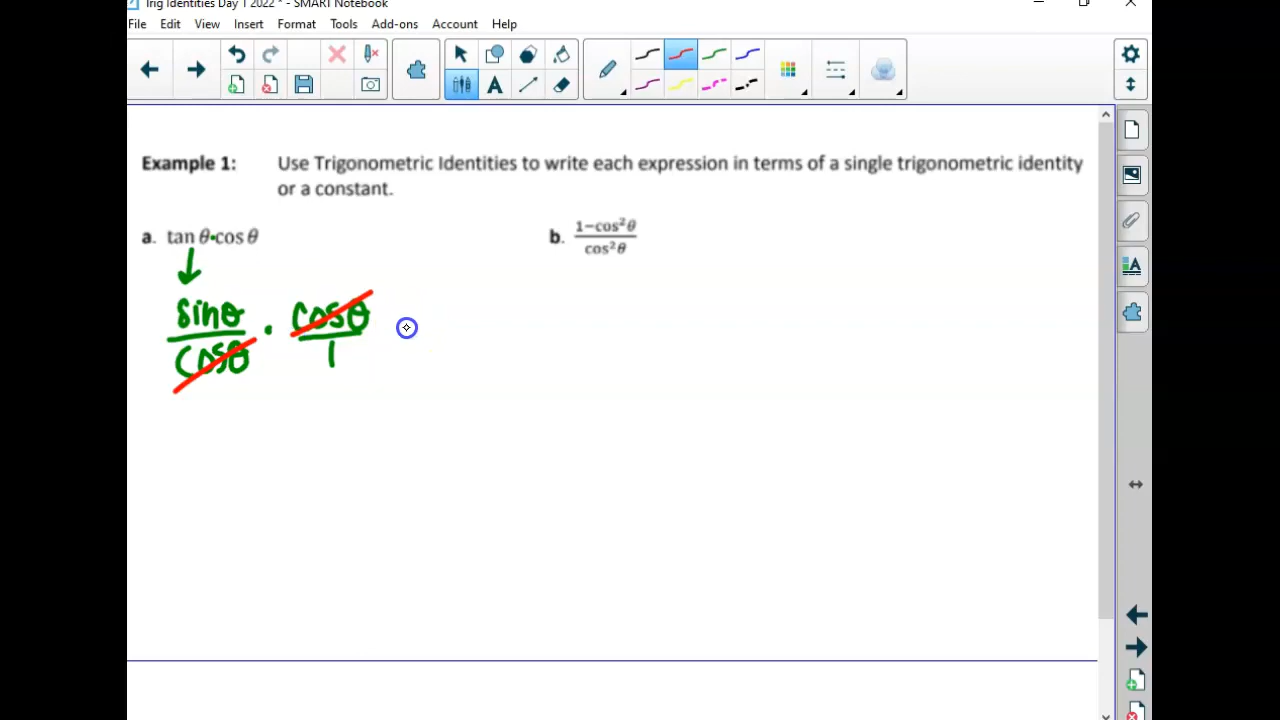 Trig Identities Day 1 2022 * - SMART Notebook
File Edit View Insert Format Tools Add-ons Account Help
Example 1: Use Trigonometric Identities to write each expression in terms of a single trigonometric identity
or a constant.
a. tan θ•cos θ
b. 1−cos²θ
cos²θ
sinθ · cosθ
cosθ 1